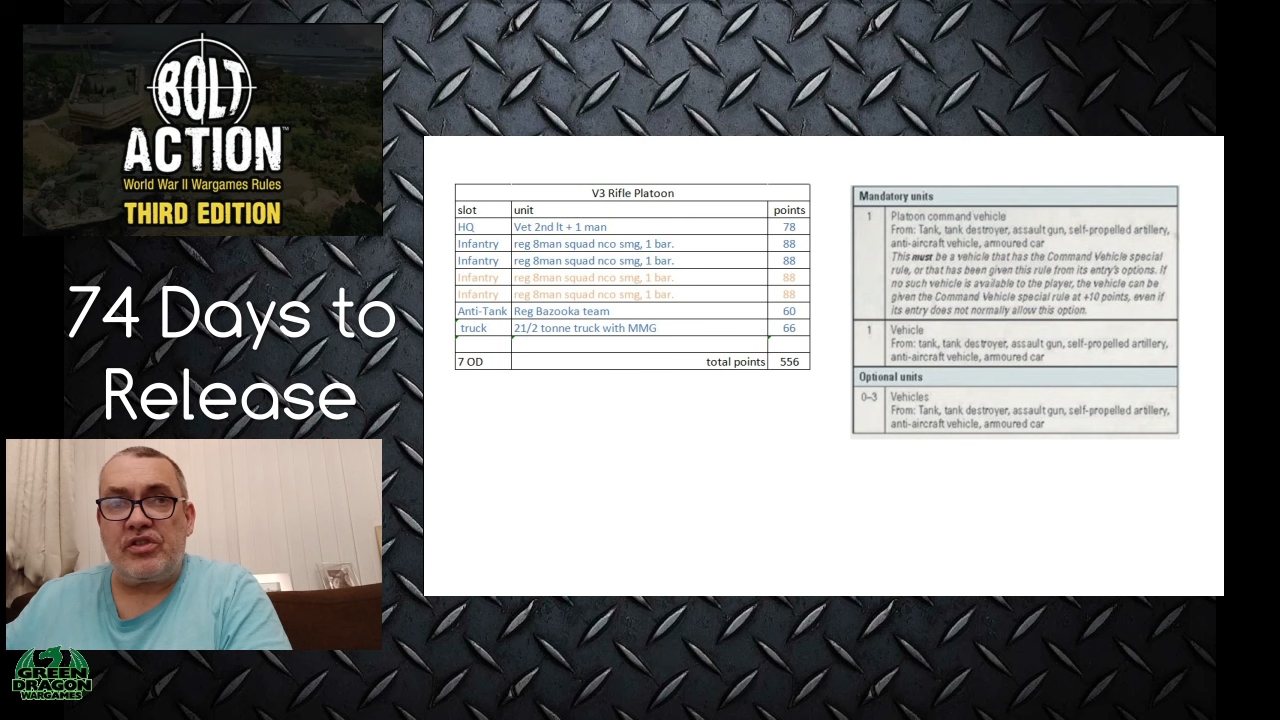 BOLT
ACTION™
World War II Wargames Rules
THIRD EDITION
74 Days to
Release
GREEN
DRAGON
WARGAMES
V3 Rifle Platoon
slot unit points
HQ Vet 2nd lt + 1 man 78
Infantry reg 8man squad nco smg, 1 bar. 88
Infantry reg 8man squad nco smg, 1 bar. 88
Infantry reg 8man squad nco smg, 1 bar. 88
Infantry reg 8man squad nco smg, 1 bar. 88
Anti-Tank Reg Bazooka team 60
truck 21/2 tonne truck with MMG 66
7 OD total points 556
Mandatory units
1 Platoon command vehicle
From: Tank, tank destroyer, assault gun, self-propelled artillery,
anti-aircraft vehicle, armoured car
This must be a vehicle that has the Command Vehicle special
rule, or that has been given this rule from its entry's options. If
no such vehicle is available to the player, the vehicle can be
given the Command Vehicle special rule at +10 points, even if
its entry does not normally allow this option.
1 Vehicle
From: tank, tank destroyer, assault gun, self-propelled artillery,
anti-aircraft vehicle, armoured car
Optional units
0–3 Vehicles
From: Tank, tank destroyer, assault gun, self-propelled artillery,
anti-aircraft vehicle, armoured car